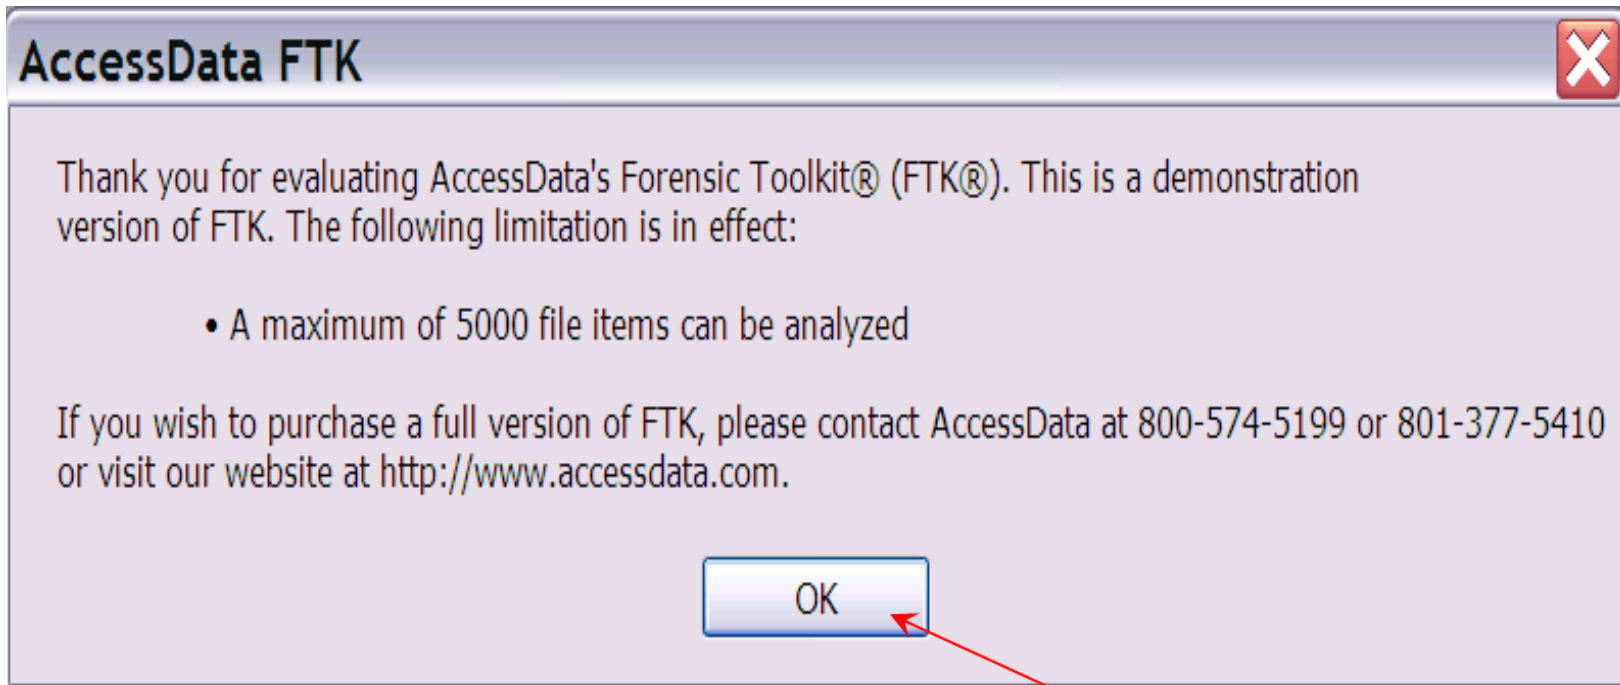 AccessData FTK
Thank you for evaluating AccessData's Forensic Toolkit® (FTK®). This is a demonstration
version of FTK. The following limitation is in effect:
• A maximum of 5000 file items can be analyzed
If you wish to purchase a full version of FTK, please contact AccessData at 800-574-5199 or 801-377-5410
or visit our website at http://www.accessdata.com.
OK